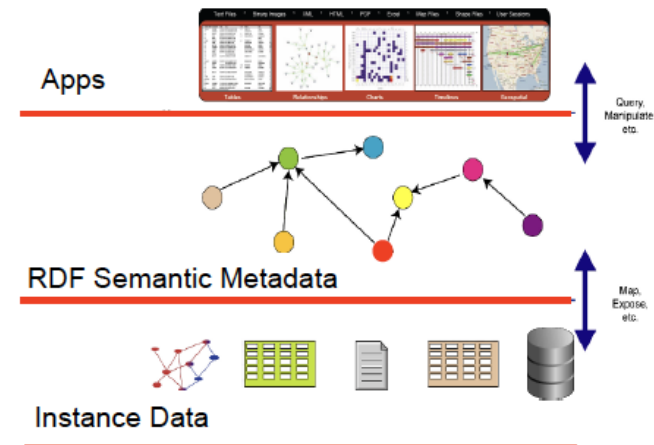 Text Files * Binary Images * XML * HTML * PDF * Excel * Map Files * Shape Files * User Sessions
Tables Relationships Charts Timelines Geospatial
Apps
Query,
Manipulate
etc.
RDF Semantic Metadata
Map,
Expose,
etc.
Instance Data